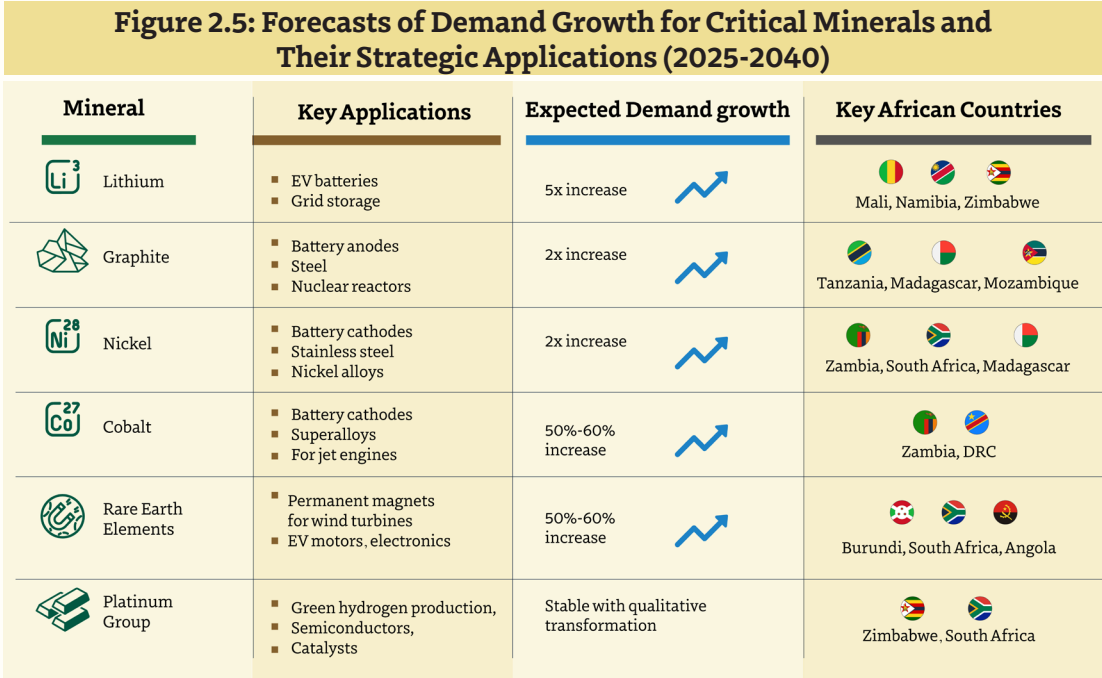 Figure 2.5: Forecasts of Demand Growth for Critical Minerals and
Their Strategic Applications (2025-2040)
Mineral
Key Applications
Expected Demand growth
Key African Countries
3
Li
Lithium
EV batteries
Grid storage
5x increase
Mali, Namibia, Zimbabwe
Graphite
Battery anodes
Steel
Nuclear reactors
2x increase
Tanzania, Madagascar, Mozambique
28
Ni
Nickel
Battery cathodes
Stainless steel
Nickel alloys
2x increase
Zambia, South Africa, Madagascar
27
Co
Cobalt
Battery cathodes
Superalloys
For jet engines
50%-60%
increase
Zambia, DRC
Rare Earth
Elements
Permanent magnets
for wind turbines
EV motors, electronics
50%-60%
increase
Burundi, South Africa, Angola
Platinum
Group
Green hydrogen production,
Semiconductors,
Catalysts
Stable with qualitative
transformation
Zimbabwe, South Africa